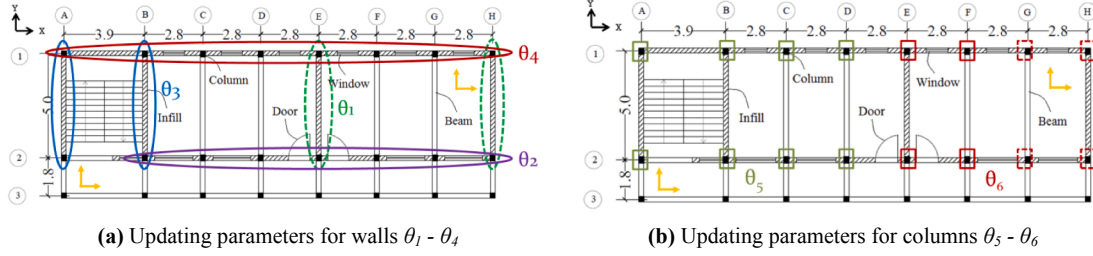 Y
X
A B C D E F G H
3.9 2.8 2.8 2.8 2.8 2.8 2.8
1
θ4
Column
Window
θ3
θ1
5.0
Infill
Door
Beam
2
θ2
1.8
3
(a) Updating parameters for walls θ1 - θ4
Y
X
A B C D E F G H
3.9 2.8 2.8 2.8 2.8 2.8 2.8
1
Column
Window
5.0
Infill
Door
Beam
2
θ5
θ6
1.8
3
(b) Updating parameters for columns θ5 - θ6